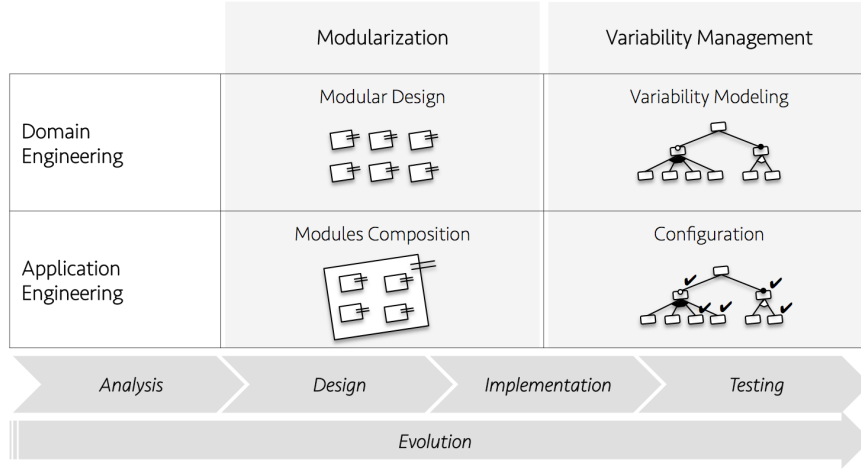 Modularization
Variability Management
Domain
Engineering
Modular Design
Variability Modeling
Application
Engineering
Modules Composition
Configuration
Analysis
Design
Implementation
Testing
Evolution